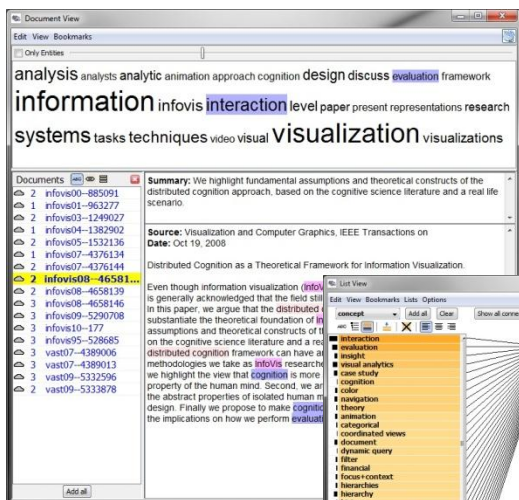 Document View
Edit View Bookmarks
Only Entities
analysis analysts analytic animation approach cognition design discuss evaluation framework
information infovis interaction level paper present representations research
systems tasks techniques video visual visualization visualizations
Documents
2 infovis00--885091
1 infovis01--963277
2 infovis03--1249027
1 infovis04--1382902
2 infovis05--1532136
1 infovis07--4376134
2 infovis07--4376144
2 infovis08--46581...
2 infovis08--4658139
3 infovis08--4658146
3 infovis09--5290708
3 infovis10--177
3 infovis95--528685
3 vast07--4389006
3 vast07--4389013
2 vast09--5332596
2 vast09--5333878
Add all
Summary: We highlight fundamental assumptions and theoretical constructs of the
distributed cognition approach, based on the cognitive science literature and a real life
scenario.
Source: Visualization and Computer Graphics, IEEE Transactions on
Date: Oct 19, 2008
Distributed Cognition as a Theoretical Framework for Information Visualization.
Even though information visualization (InfoV
is generally acknowledged that the field still
In this paper, we argue that the distributed c
substantiate the theoretical foundation of In
assumptions and theoretical constructs of th
on the cognitive science literature and a rea
distributed cognition framework can have an
methodologies we take as InfoVis researche
we highlight the view that cognition is more
property of the human mind. Second, we ar
the abstract properties of isolated human m
design. Finally we propose to make cognitio
the implications on how we perform evaluati
List View
Edit View Bookmarks Lists Options
concept Add all Clear Show all conne
ABC
interaction
evaluation
insight
visual analytics
case study
cognition
color
navigation
theory
animation
categorical
coordinated views
document
dynamic query
filter
financial
focus+context
hierarchies
hierarchy